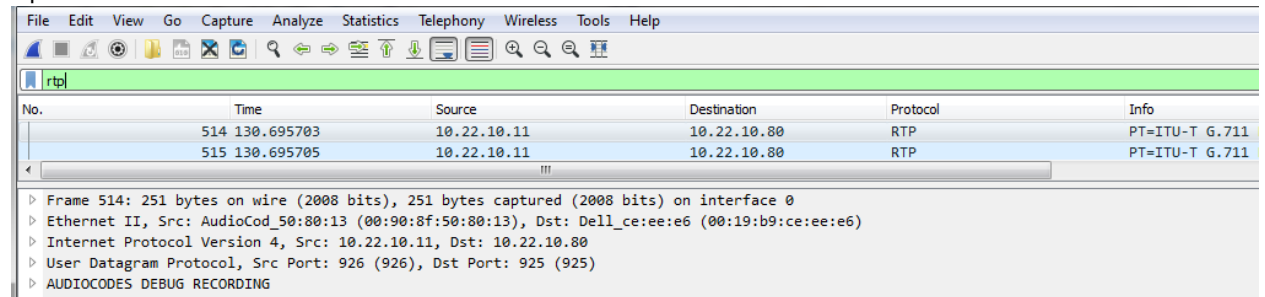 File Edit View Go Capture Analyze Statistics Telephony Wireless Tools Help
rtp
No. Time Source Destination Protocol Info
514 130.695703 10.22.10.11 10.22.10.80 RTP PT=ITU-T G.711
515 130.695705 10.22.10.11 10.22.10.80 RTP PT=ITU-T G.711
Frame 514: 251 bytes on wire (2008 bits), 251 bytes captured (2008 bits) on interface 0
Ethernet II, Src: AudioCod_50:80:13 (00:90:8f:50:80:13), Dst: Dell_ce:ee:e6 (00:19:b9:ce:ee:e6)
Internet Protocol Version 4, Src: 10.22.10.11, Dst: 10.22.10.80
User Datagram Protocol, Src Port: 926 (926), Dst Port: 925 (925)
AUDIOCODES DEBUG RECORDING